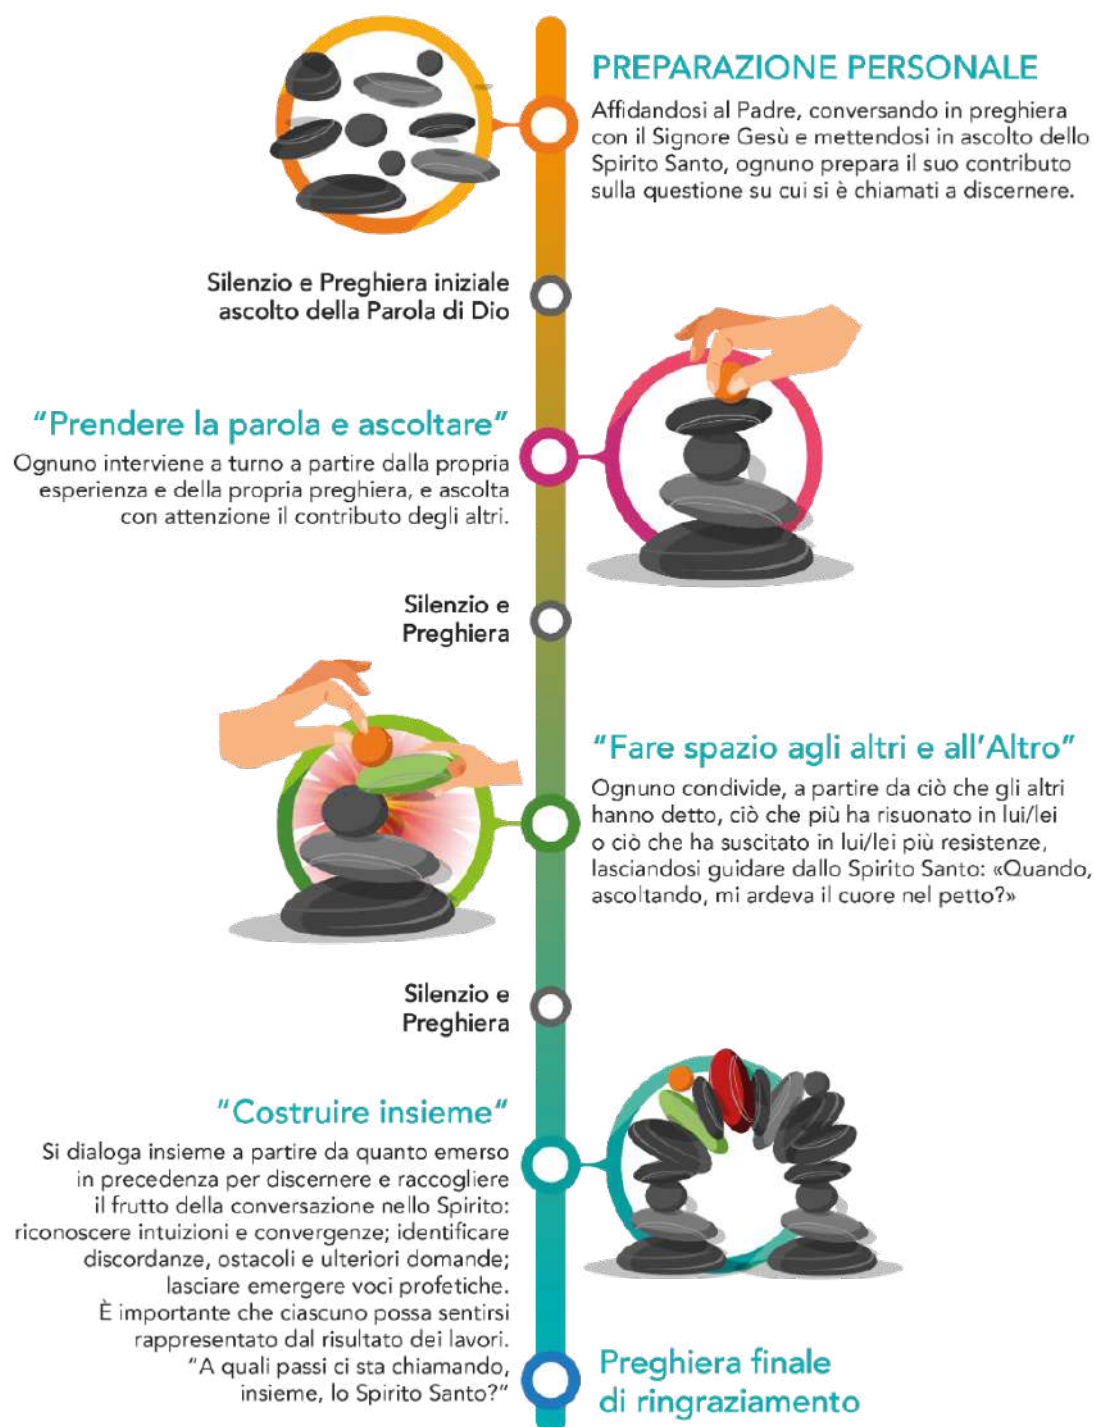 PREPARAZIONE PERSONALE
Affidandosi al Padre, conversando in preghiera
con il Signore Gesù e mettendosi in ascolto dello
Spirito Santo, ognuno prepara il suo contributo
sulla questione su cui si è chiamati a discernere.
Silenzio e Preghiera iniziale
ascolto della Parola di Dio
"Prendere la parola e ascoltare"
Ognuno interviene a turno a partire dalla propria
esperienza e della propria preghiera, e ascolta
con attenzione il contributo degli altri.
Silenzio e
Preghiera
"Fare spazio agli altri e all'Altro"
Ognuno condivide, a partire da ciò che gli altri
hanno detto, ciò che più ha risuonato in lui/lei
o ciò che ha suscitato in lui/lei più resistenze,
lasciandosi guidare dallo Spirito Santo: «Quando,
ascoltando, mi ardeva il cuore nel petto?»
Silenzio e
Preghiera
"Costruire insieme"
Si dialoga insieme a partire da quanto emerso
in precedenza per discernere e raccogliere
il frutto della conversazione nello Spirito:
riconoscere intuizioni e convergenze; identificare
discordanze, ostacoli e ulteriori domande;
lasciare emergere voci profetiche.
È importante che ciascuno possa sentirsi
rappresentato dal risultato dei lavori.
"A quali passi ci sta chiamando,
insieme, lo Spirito Santo?"
Preghiera finale
di ringraziamento